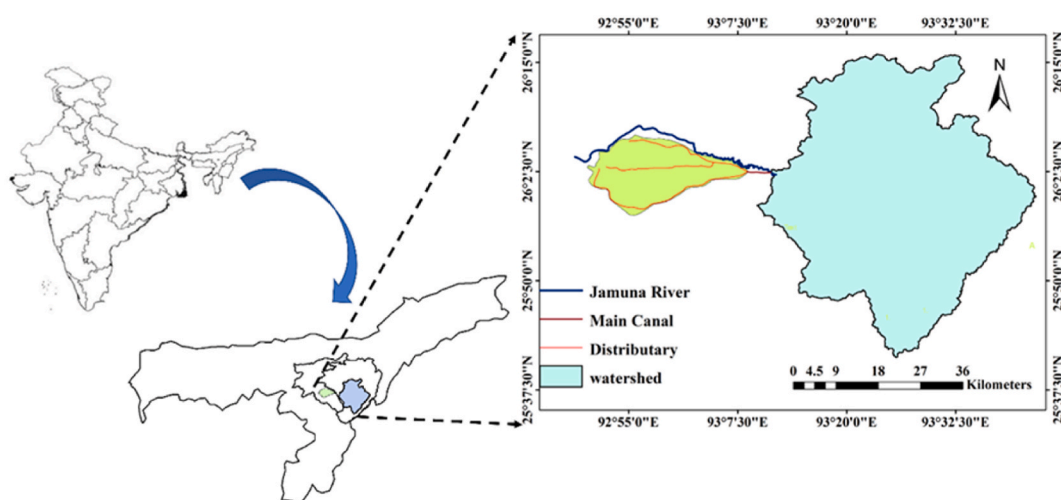 92°55'0"E 93°7'30"E 93°20'0"E 93°32'30"E
26°15'0"N 26°15'0"N
N
26°2'30"N 26°2'30"N
25°50'0"N 25°50'0"N
Jamuna River
Main Canal
Distributary
watershed
0 4.5 9 18 27 36
Kilometers
25°37'30"N 25°37'30"N
92°55'0"E 93°7'30"E 93°20'0"E 93°32'30"E